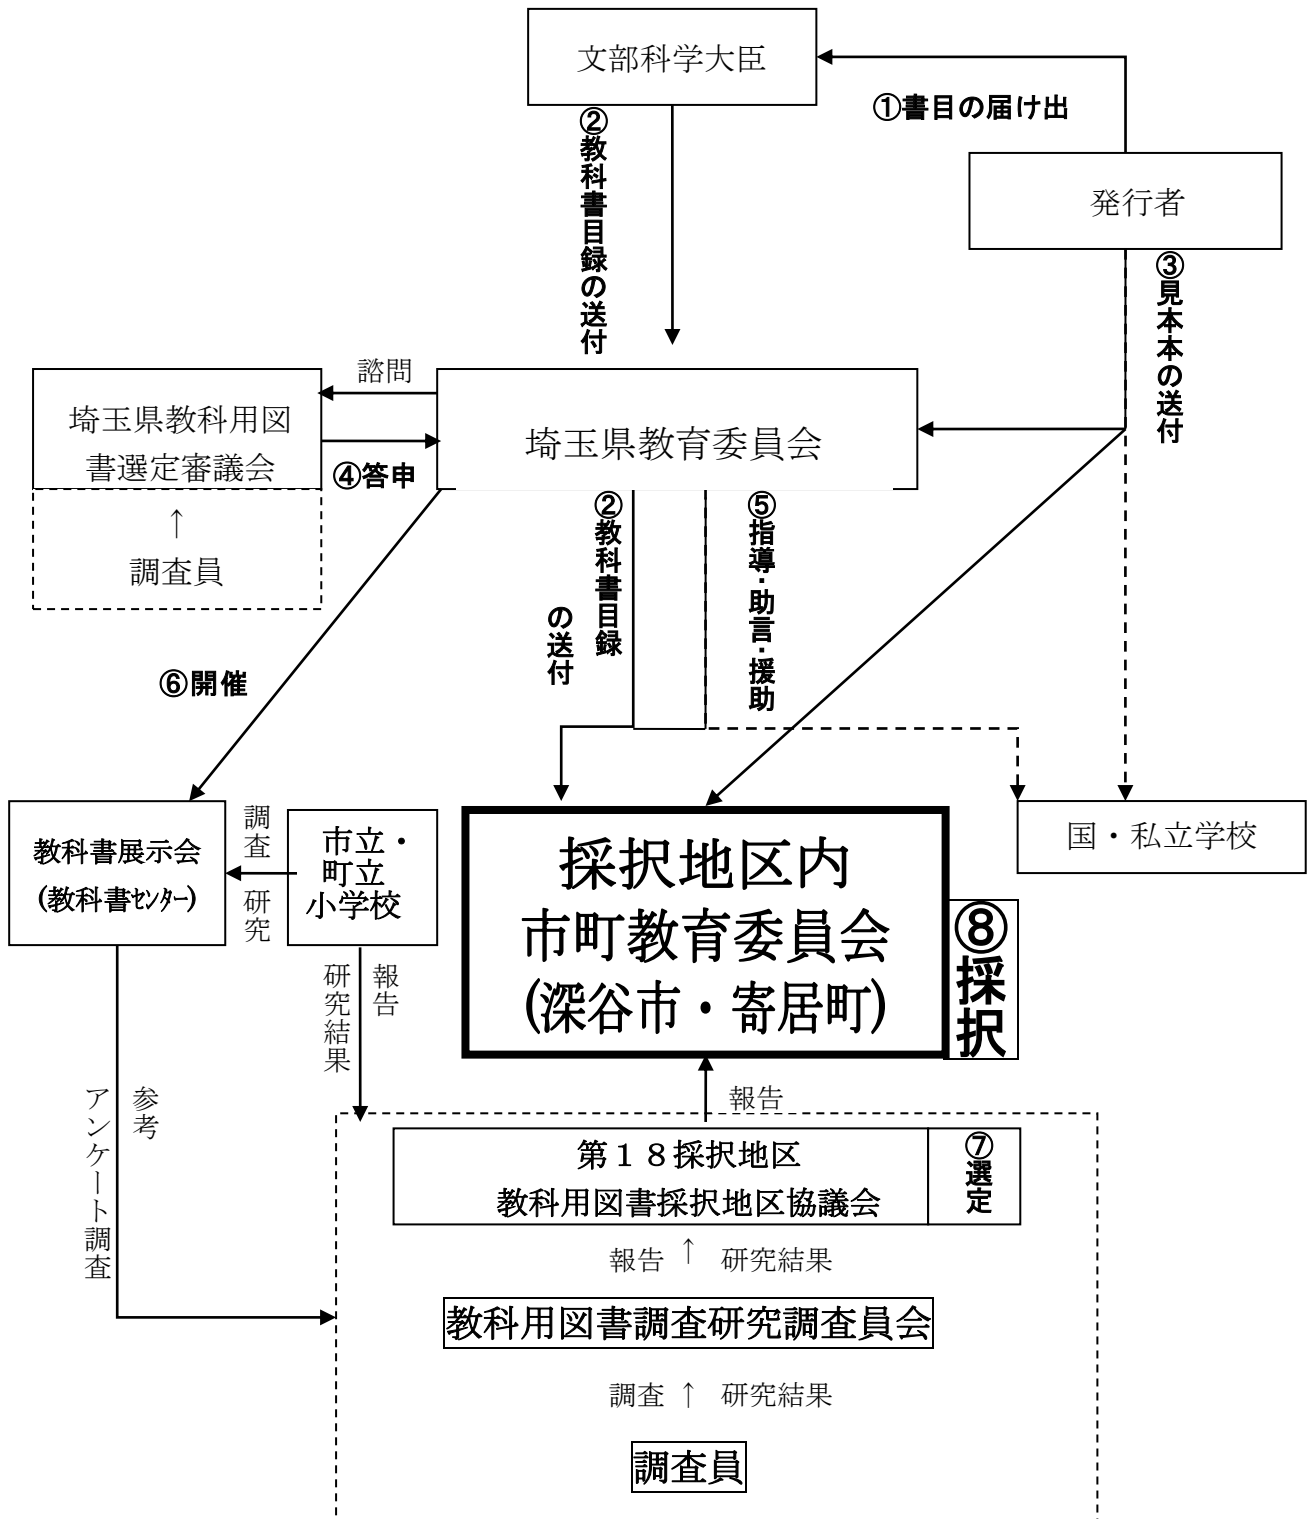 文部科学大臣
①書目の届け出
②教科書目録の送付
発行者
③見本本の送付
諮問
埼玉県教科用図
書選定審議会
④答申
埼玉県教育委員会
↑
調査員
②教科書目録
の送付
⑤指導・助言・援助
⑥開催
教科書展示会
(教科書ｾﾝﾀｰ)
調査
研究
市立・
町立
小学校
採択地区内
市町教育委員会
(深谷市・寄居町)
⑧採択
国・私立学校
報告
研究結果
参考
アンケート調査
報告
第１８採択地区
教科用図書採択地区協議会
⑦選定
報告 ↑ 研究結果
教科用図書調査研究調査員会
調査 ↑ 研究結果
調査員